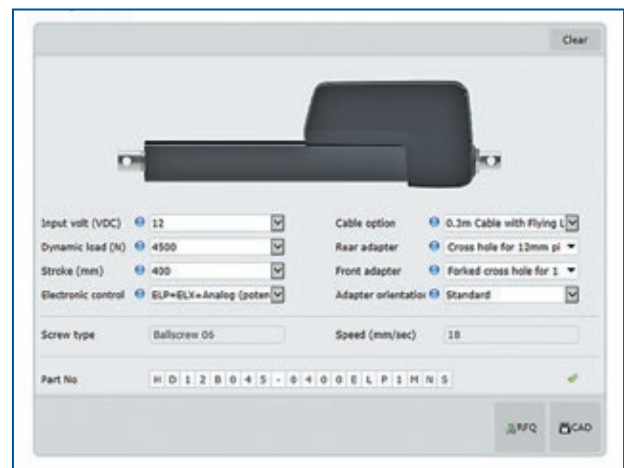 Clear
Input volt (VDC) 12 Cable option 0.3m Cable with Flying L
Dynamic load (N) 4500 Rear adapter Cross hole for 12mm pi
Stroke (mm) 400 Front adapter Forked cross hole for 1
Electronic control ELP+ELX+Analog (poten Adapter orientatio Standard
Screw type Ballscrew 05 Speed (mm/sec) 18
Part No H D 1 2 B 0 4 5 - 0 4 0 0 E L P 1 M N S
RFQ CAD